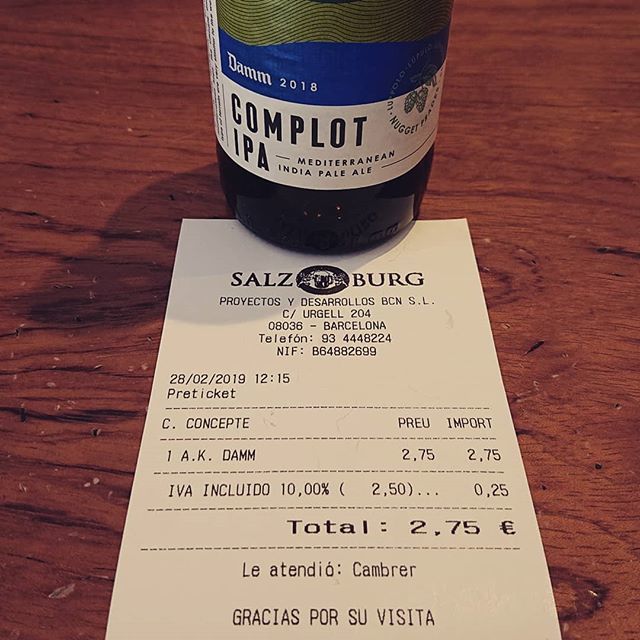 Damm 2018
COMPLOT
IPA
MEDITERRANEAN
INDIA PALE ALE
SALZBURG
PROYECTOS Y DESARROLLOS BCN S.L.
C/ URGELL 204
08036 - BARCELONA
Telefón: 93 4448224
NIF: B64882699
28/02/2019 12:15
Preticket
C. CONCEPTE PREU IMPORT
1 A.K. DAMM 2,75 2,75
IVA INCLUIDO 10,00% ( 2,50)... 0,25
Total: 2,75 €
Le atendió: Cambrer
GRACIAS POR SU VISITA